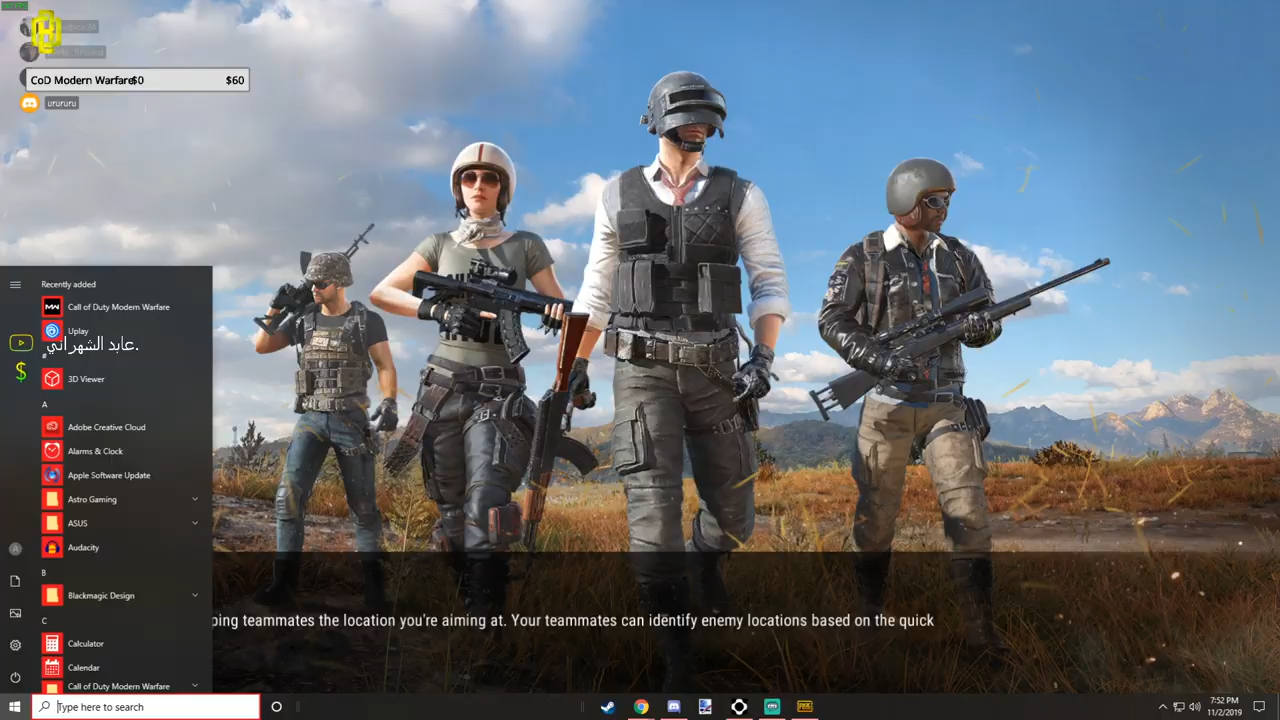 CoD Modern Warfare$0 $60
urururu
Recently added
Call of Duty Modern Warfare
Uplay
عابد الشهراني.
#
3D Viewer
A
Adobe Creative Cloud
Alarms & Clock
Apple Software Update
Astro Gaming
ASUS
Audacity
B
Blackmagic Design
C
Calculator
Calendar
Call of Duty Modern Warfare
teammates the location you're aiming at. Your teammates can identify enemy locations based on the quick
Type here to search
7:52 PM
11/2/2019